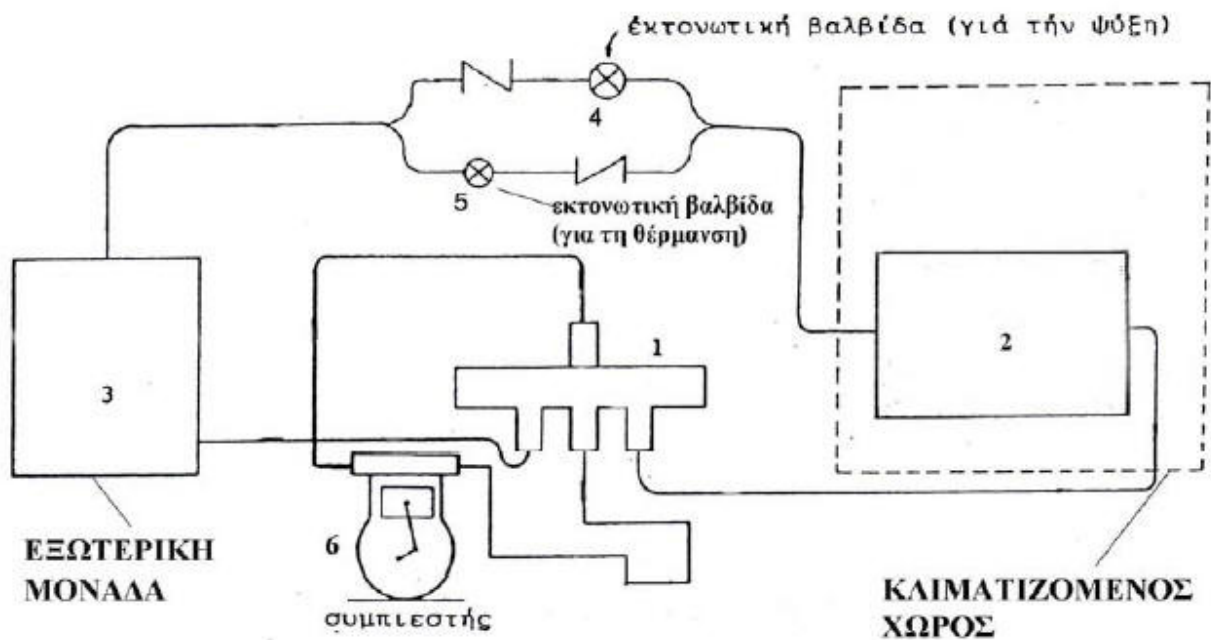 έκτονωτική βαλβίδα (γιά τήν ψύξη)
4
5
εκτονωτική βαλβίδα
(για τη θέρμανση)
1
2
3
6
συμπιεστής
ΕΞΩΤΕΡΙΚΗ
ΜΟΝΑΔΑ
ΚΛΙΜΑΤΙΖΟΜΕΝΟΣ
ΧΩΡΟΣ